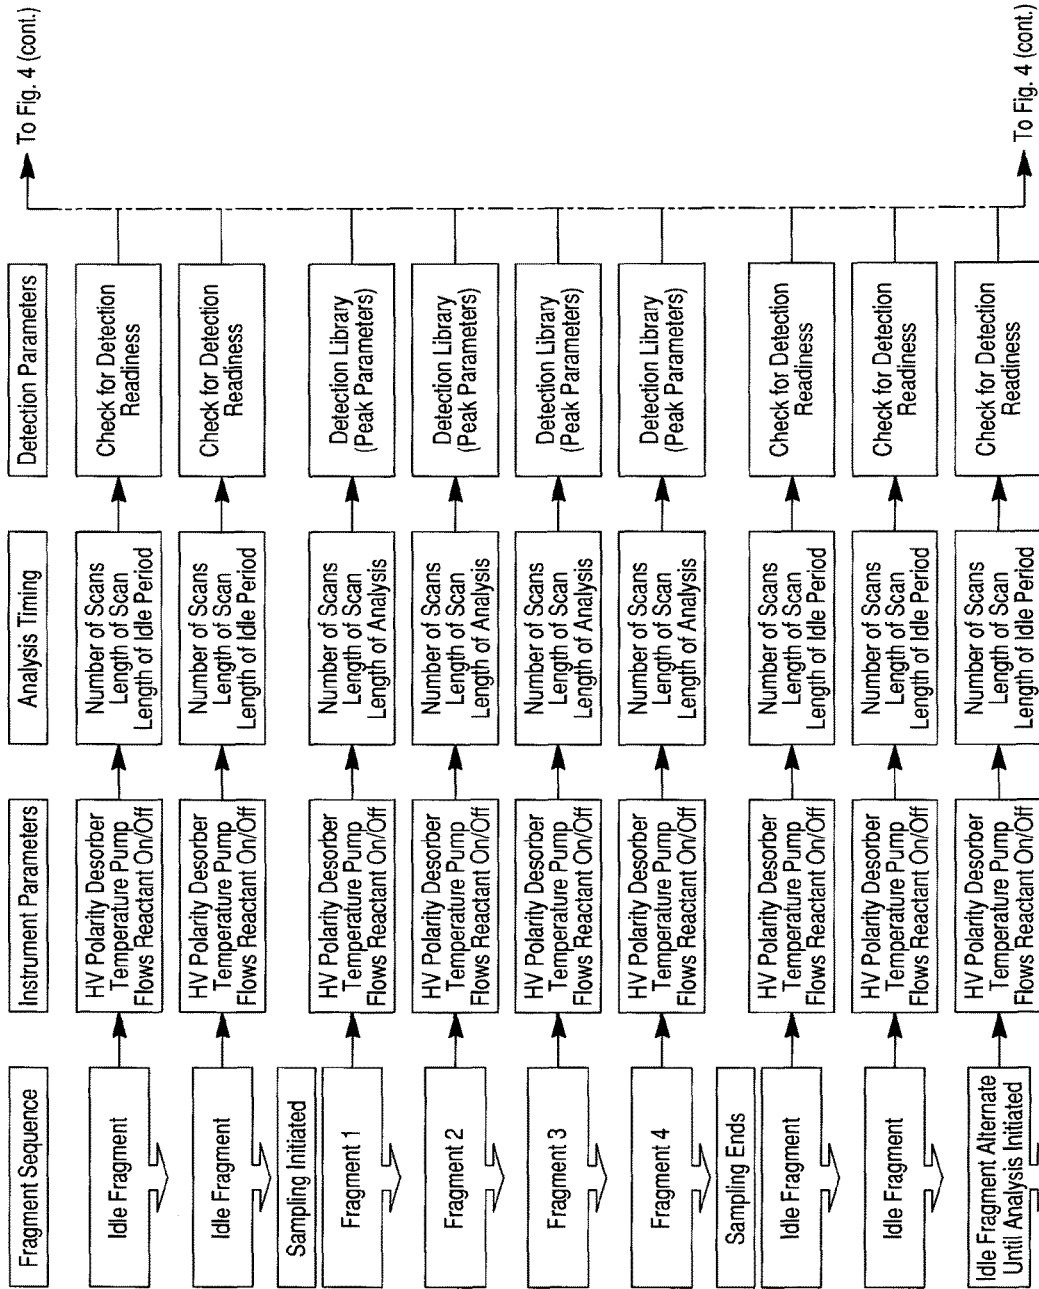 Fragment Sequence
Instrument Parameters
Analysis Timing
Detection Parameters
Idle Fragment
HV Polarity Desorber
Temperature Pump
Flows Reactant On/Off
Number of Scans
Length of Scan
Length of Idle Period
Check for Detection
Readiness
To Fig. 4 (cont.)
Idle Fragment
HV Polarity Desorber
Temperature Pump
Flows Reactant On/Off
Number of Scans
Length of Scan
Length of Idle Period
Check for Detection
Readiness
Sampling Initiated
Fragment 1
HV Polarity Desorber
Temperature Pump
Flows Reactant On/Off
Number of Scans
Length of Scan
Length of Analysis
Detection Library
(Peak Parameters)
Fragment 2
HV Polarity Desorber
Temperature Pump
Flows Reactant On/Off
Number of Scans
Length of Scan
Length of Analysis
Detection Library
(Peak Parameters)
Fragment 3
HV Polarity Desorber
Temperature Pump
Flows Reactant On/Off
Number of Scans
Length of Scan
Length of Analysis
Detection Library
(Peak Parameters)
Fragment 4
HV Polarity Desorber
Temperature Pump
Flows Reactant On/Off
Number of Scans
Length of Scan
Length of Analysis
Detection Library
(Peak Parameters)
Sampling Ends
Idle Fragment
HV Polarity Desorber
Temperature Pump
Flows Reactant On/Off
Number of Scans
Length of Scan
Length of Idle Period
Check for Detection
Readiness
Idle Fragment
HV Polarity Desorber
Temperature Pump
Flows Reactant On/Off
Number of Scans
Length of Scan
Length of Idle Period
Check for Detection
Readiness
Idle Fragment Alternate
Until Analysis Initiated
HV Polarity Desorber
Temperature Pump
Flows Reactant On/Off
Number of Scans
Length of Scan
Length of Idle Period
Check for Detection
Readiness
To Fig. 4 (cont.)